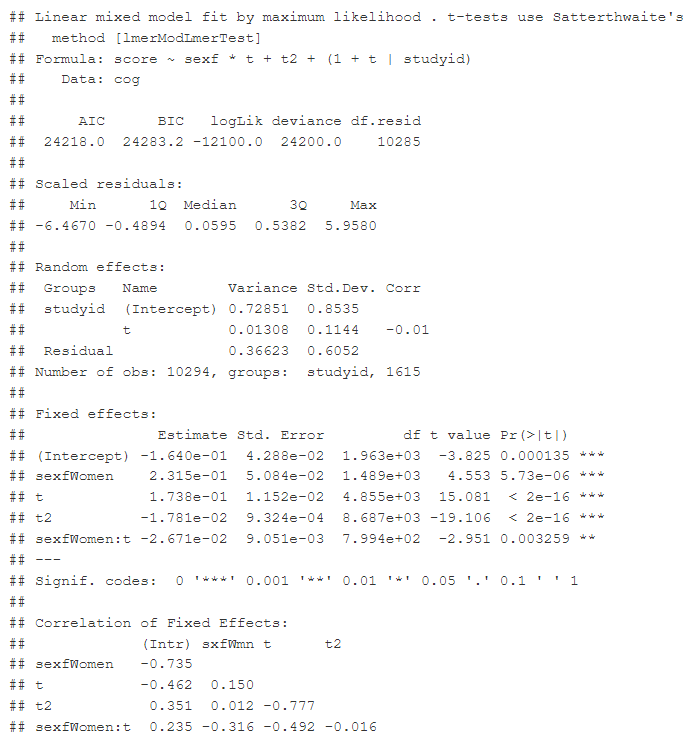 ## Linear mixed model fit by maximum likelihood . t-tests use Satterthwaite's
##   method [lmerModLmerTest]
## Formula: score ~ sexf * t + t2 + (1 + t | studyid)
##    Data: cog
##
##      AIC      BIC   logLik deviance df.resid
##  24218.0  24283.2 -12100.0  24200.0    10285
##
## Scaled residuals:
##     Min      1Q  Median      3Q     Max
## -6.4670 -0.4894  0.0595  0.5382  5.9580
##
## Random effects:
##  Groups   Name        Variance Std.Dev. Corr
##  studyid  (Intercept) 0.72851  0.8535
##           t           0.01308  0.1144   -0.01
##  Residual             0.36623  0.6052
## Number of obs: 10294, groups:  studyid, 1615
##
## Fixed effects:
##               Estimate Std. Error         df t value Pr(>|t|)
## (Intercept) -1.640e-01  4.288e-02  1.963e+03  -3.825 0.000135 ***
## sexfWomen    2.315e-01  5.084e-02  1.489e+03   4.553 5.73e-06 ***
## t            1.738e-01  1.152e-02  4.855e+03  15.081  < 2e-16 ***
## t2          -1.781e-02  9.324e-04  8.687e+03 -19.106  < 2e-16 ***
## sexfWomen:t -2.671e-02  9.051e-03  7.994e+02  -2.951 0.003259 **
## ---
## Signif. codes:  0 '***' 0.001 '**' 0.01 '*' 0.05 '.' 0.1 ' ' 1
##
## Correlation of Fixed Effects:
##             (Intr) sxfWmn t      t2
## sexfWomen   -0.735
## t           -0.462  0.150
## t2           0.351  0.012 -0.777
## sexfWomen:t  0.235 -0.316 -0.492 -0.016